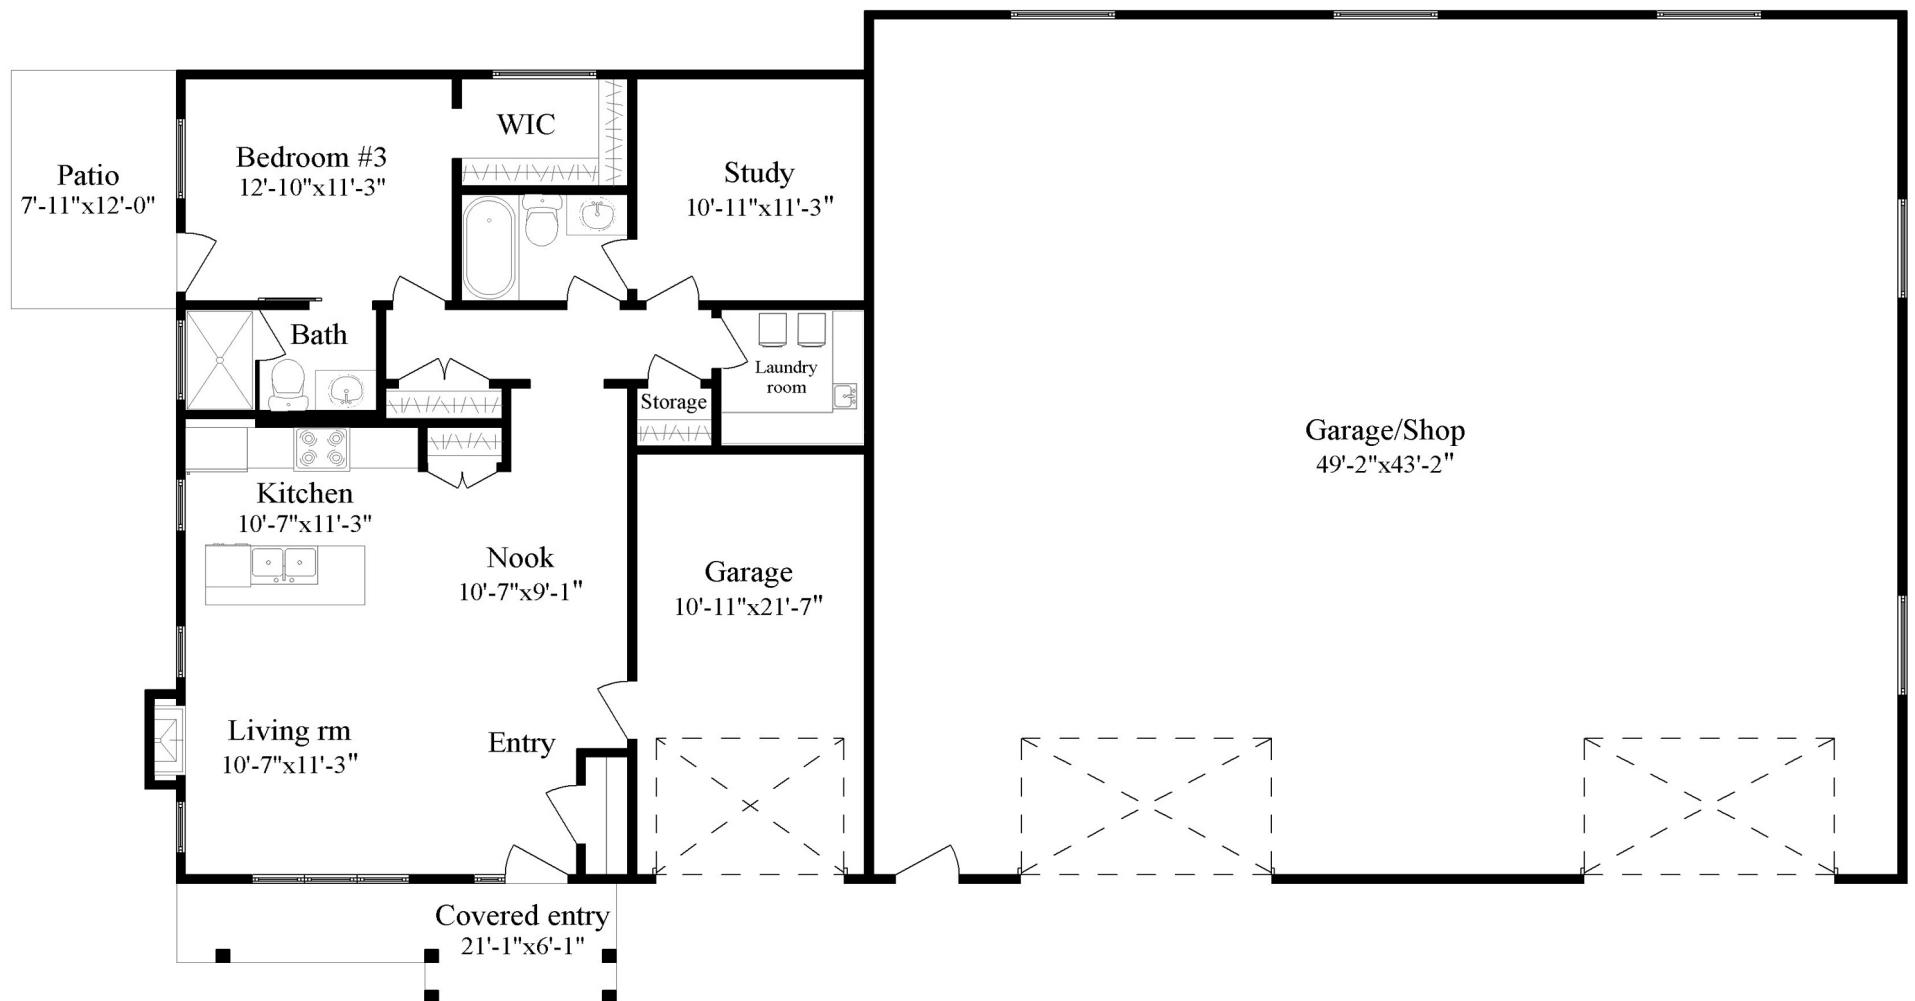 WIC
Bedroom #3
12'-10"x11'-3"
Patio
7'-11"x12'-0"
Study
10'-11"x11'-3"
Bath
Laundry
room
Storage
Garage/Shop
49'-2"x43'-2"
Kitchen
10'-7"x11'-3"
Nook
10'-7"x9'-1"
Garage
10'-11"x21'-7"
Living rm
10'-7"x11'-3"
Entry
Covered entry
21'-1"x6'-1"